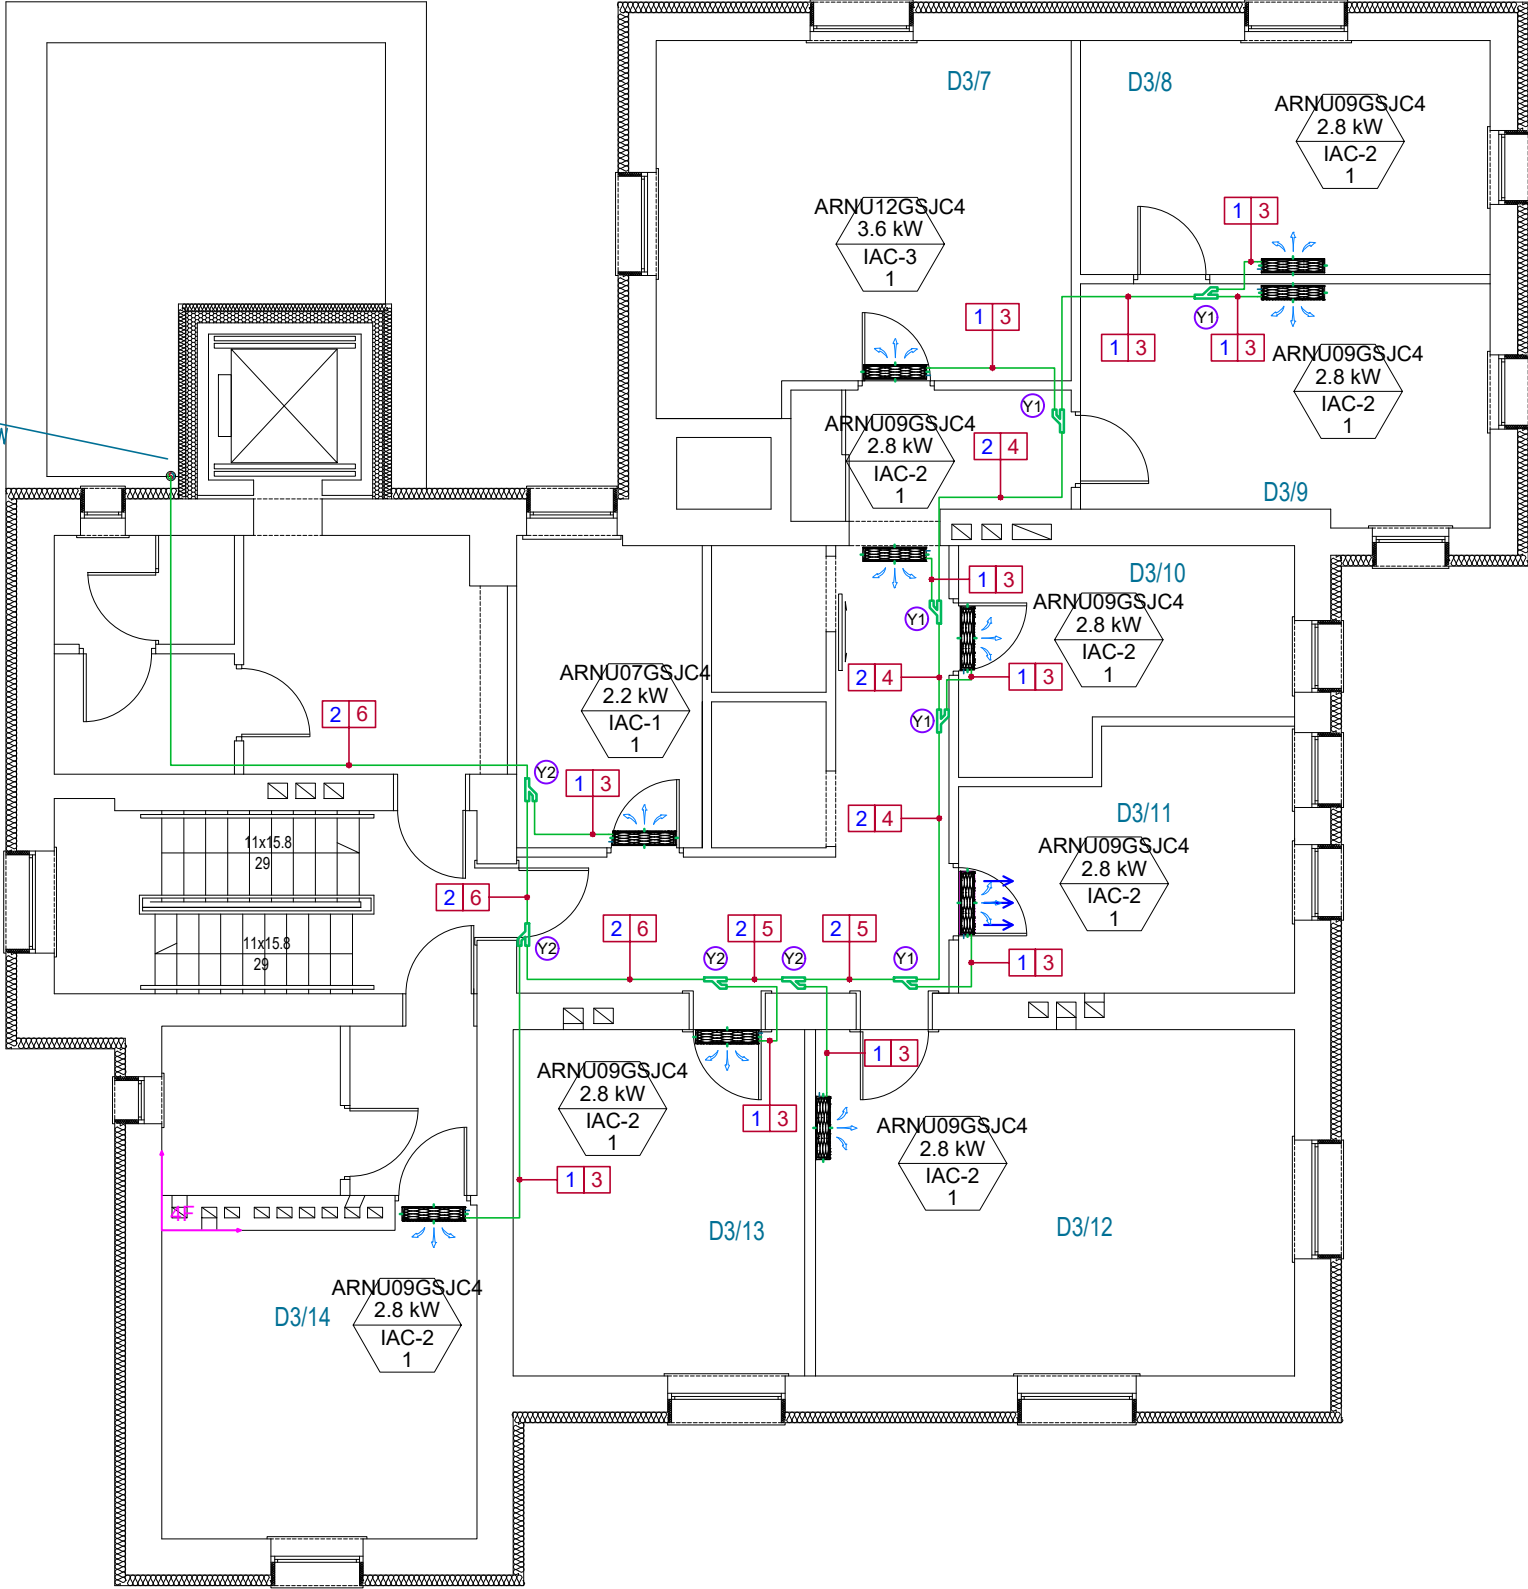 D3/7
D3/8
ARNU09GSJC4
2.8 kW
IAC-2
1
ARNU12GSJC4
3.6 kW
IAC-3
1
1 3
1 3
1 3
Y1
1 3
ARNU09GSJC4
2.8 kW
IAC-2
1
Y1
ARNU09GSJC4
2.8 kW
IAC-2
1
2 4
W
D3/9
D3/10
1 3
ARNU09GSJC4
2.8 kW
IAC-2
1
Y1
ARNU07GSJC4
2.2 kW
IAC-1
1
2 4
1 3
2 6
Y1
Y2
1 3
D3/11
2 4
11x15.8
29
ARNU09GSJC4
2.8 kW
IAC-2
1
2 6
11x15.8
29
Y2
2 6
2 5
2 5
Y2
Y2
Y1
1 3
1 3
ARNU09GSJC4
2.8 kW
IAC-2
1
1 3
ARNU09GSJC4
2.8 kW
IAC-2
1
1 3
D3/13
D3/12
ARNU09GSJC4
2.8 kW
IAC-2
1
D3/14